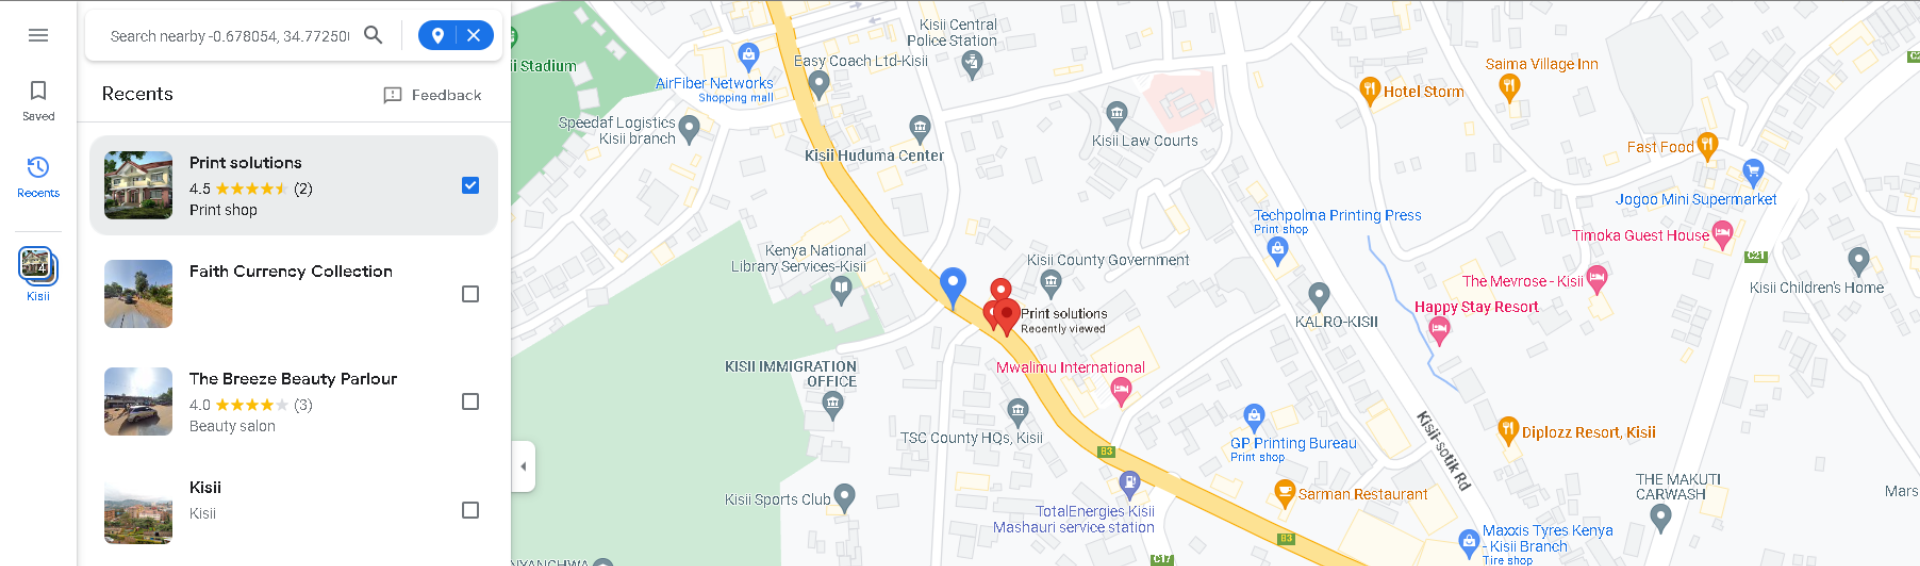 Search nearby -0.678054, 34.77250
Saved
Recents
Kisii
Recents
Feedback
Print solutions
4.5
(2)
Print shop
Faith Currency Collection
The Breeze Beauty Parlour
4.0
(3)
Beauty salon
Kisii
Kisii
ii Stadium
AirFiber Networks
Shopping mall
Easy Coach Ltd-Kisii
Kisii Central
Police Station
Speedaf Logistics
Kisii branch
Kisii Huduma Center
Kisii Law Courts
Hotel Storm
Saima Village Inn
Fast Food
Jogoo Mini Supermarket
Techpolma Printing Press
Print shop
Timoka Guest House
C21
Kenya National
Library Services-Kisii
Kisii County Government
The Mevrose - Kisii
Kisii Children's Home
Print solutions
Recently viewed
KALRO-KISII
Happy Stay Resort
KISII IMMIGRATION
OFFICE
Mwalimu International
TSC County HQs, Kisii
B3
GP Printing Bureau
Print shop
Kisii-sotik Rd
Diplozz Resort, Kisii
Kisii Sports Club
TotalEnergies Kisii
Mashauri service station
Sarman Restaurant
THE MAKUTI
CARWASH
Mars
B3
Maxxis Tyres Kenya
- Kisii Branch
Tire shop
C17